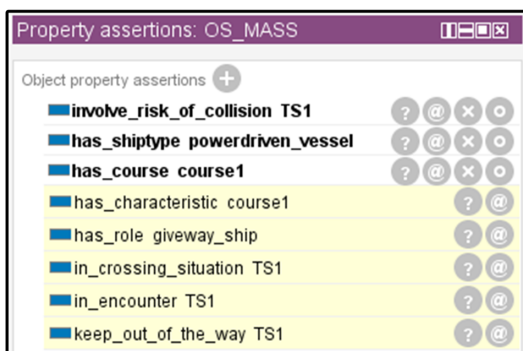 Property assertions: OS_MASS
Object property assertions
involve_risk_of_collision TS1
has_shiptype powerdriven_vessel
has_course course1
has_characteristic course1
has_role giveway_ship
in_crossing_situation TS1
in_encounter TS1
keep_out_of_the_way TS1